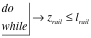 do
while | → z_rail ≤ l_rail